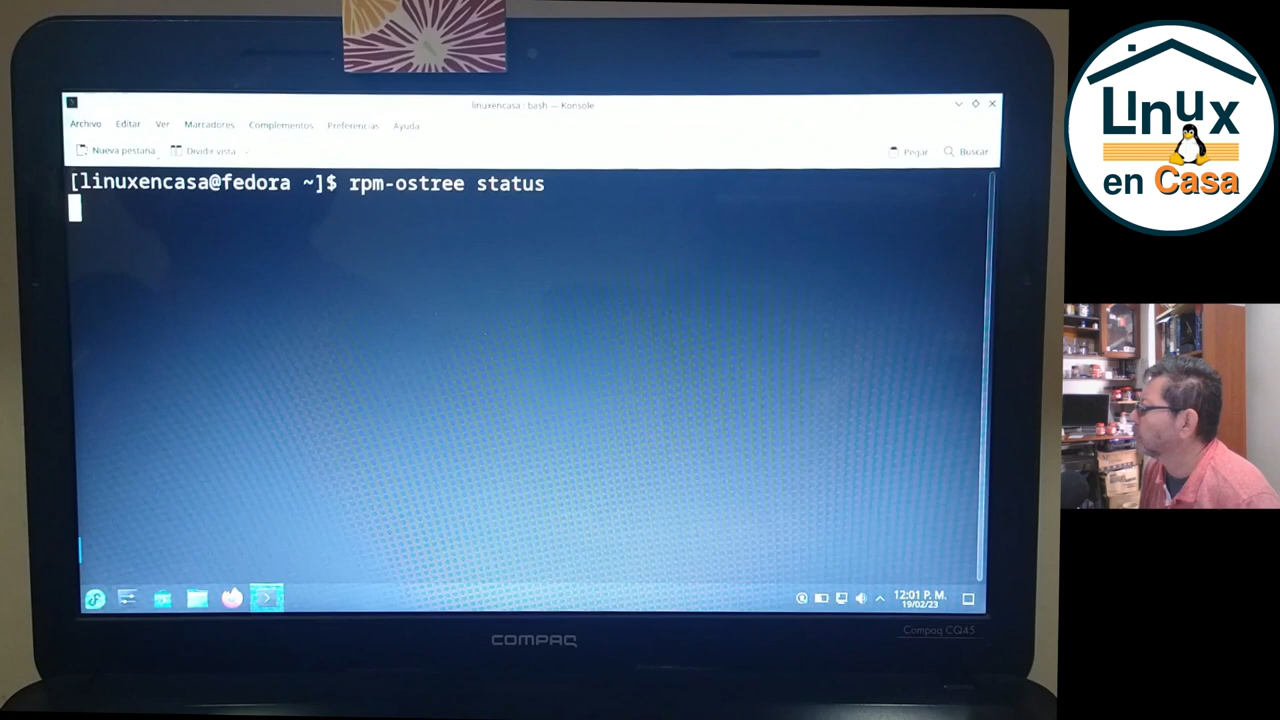 linuxencasa : bash — Konsole
Archivo Editar Ver Marcadores Complementos Preferencias Ayuda
Nueva pestaña Dividir vista Pegar Buscar
[linuxencasa@fedora ~]$ rpm-ostree status
12:01 P. M.
19/02/23
COMPAQ
Compaq CQ45
Linux
en Casa